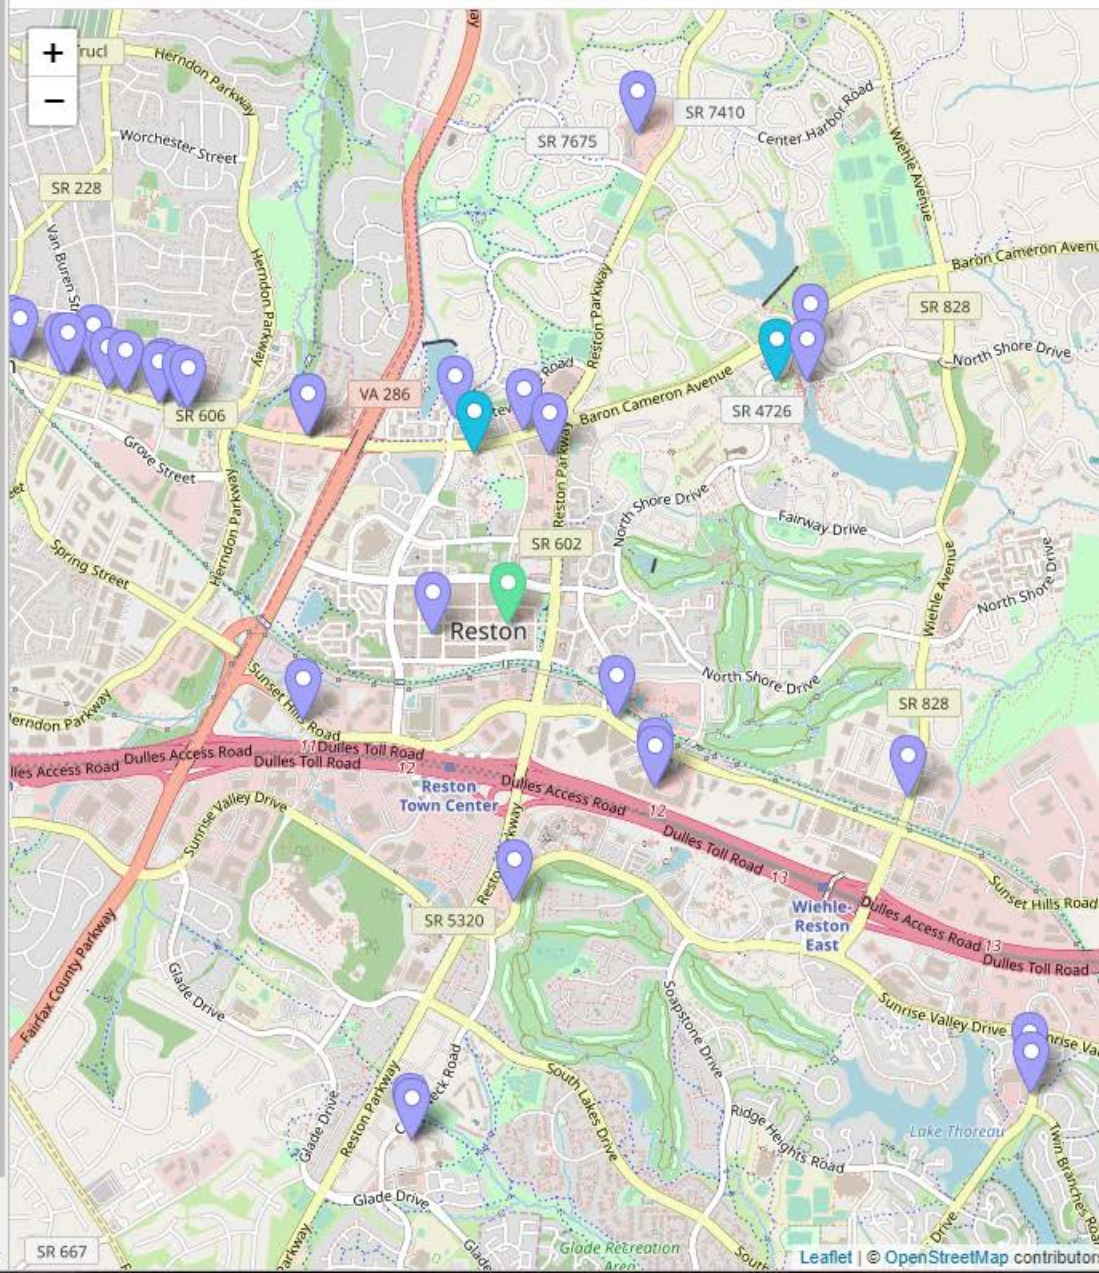 +
−
Herndon Parkway
Worchester Street
SR 228
SR 7410
SR 7675
Center Harbor Road
Wiehle Avenue
Herndon Parkway
Reston Parkway
Baron Cameron
SR 828
Road
North Shore Drive
VA 286
Baron Cameron Avenue
SR 4726
SR 606
Grove Street
Reston Parkway
North Shore Drive
Fairway Drive
Herndon Parkway
SR 602
Spring Street
Wiehle Avenue
North Shore Drive
Reston
North Shore Drive
Sunset Hills Road
SR 828
Dulles Access Road
11
Dulles Toll Road
Dulles Access Road
Dulles Toll Road
12
Reston
Town Center
Dulles Access Road
12
Sunrise Valley Drive
Dulles Toll Road
13
Sunset Hills Road
SR 5320
Wiehle-
Reston
East
Dulles Access Road
13
Dulles Toll Road
Fairfax County Parkway
Glade Drive
Soapstone Drive
Sunrise Valley Drive
South Lakes Drive
Reston Parkway
Glade Drive
Ridge Heights Road
Lake Thoreau
Glade Drive
Drive
SR 667
Glade
Glade Recreation
South
Leaflet | © OpenStreetMap contributors